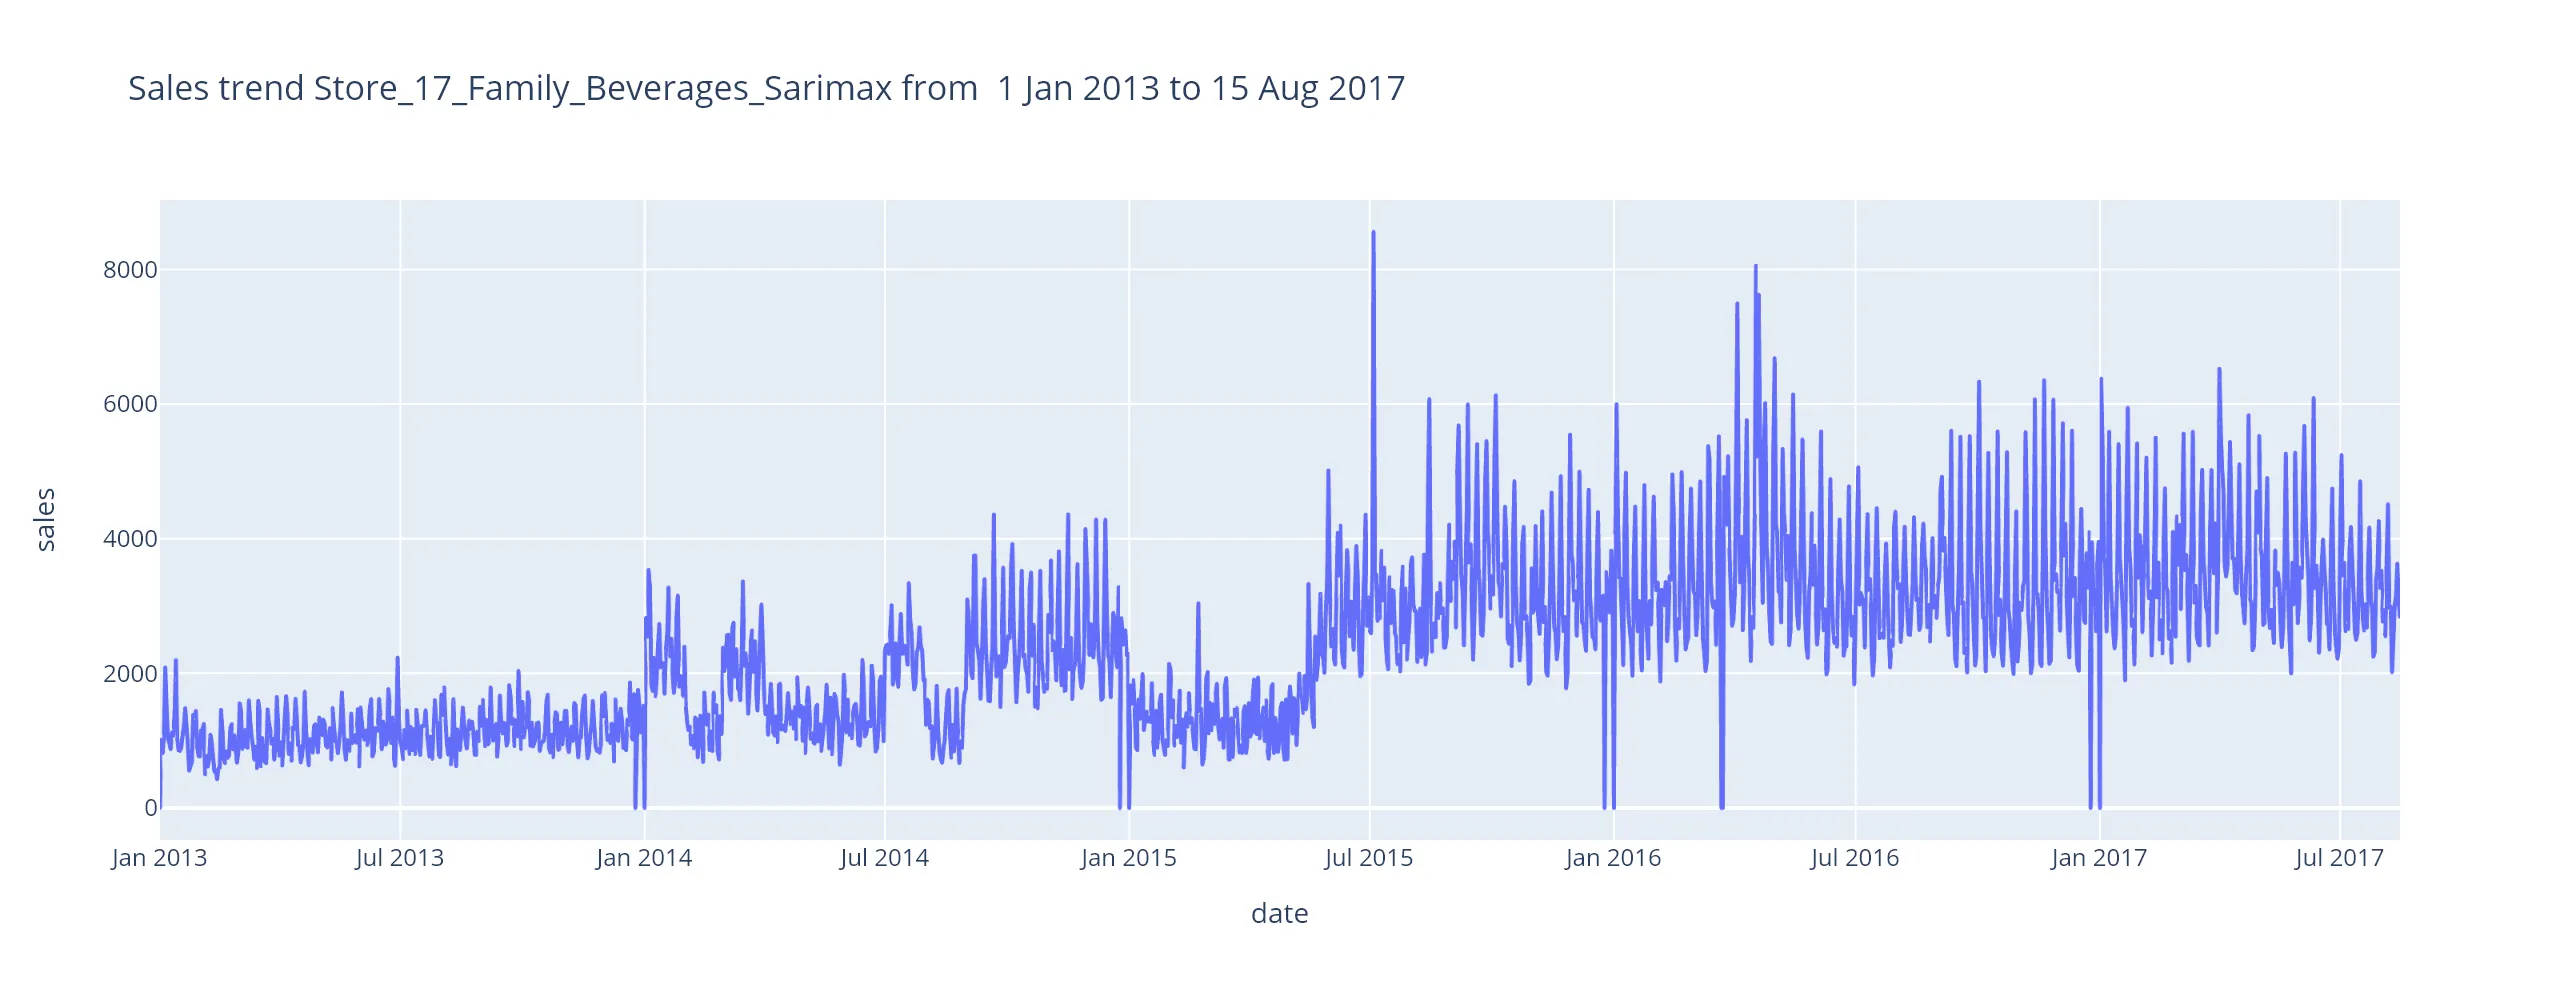 Sales trend Store_17_Family_Beverages_Sarimax from  1 Jan 2013 to 15 Aug 2017
sales
8000
6000
4000
2000
0
Jan 2013 Jul 2013 Jan 2014 Jul 2014 Jan 2015 Jul 2015 Jan 2016 Jul 2016 Jan 2017 Jul 2017
date